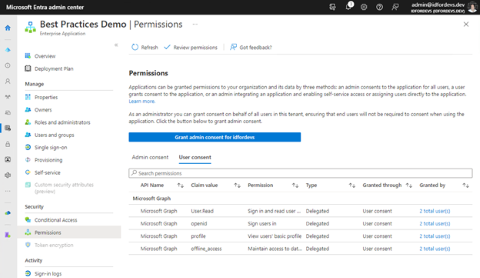 Microsoft Entra admin center
admin@idfordevs.dev
Best Practices Demo | Permissions
Enterprise Application
Overview
Deployment Plan
Manage
Properties
Owners
Roles and administrators
Users and groups
Single sign-on
Provisioning
Self-service
Custom security attributes (preview)
Security
Conditional Access
Permissions
Token encryption
Activity
Sign-in logs
Refresh
Review permissions
Got feedback?
Permissions
Applications can be granted permissions to your organization and its data by three methods: an admin consents to the application for all users, a user
grants consent to the application, or an admin integrating an application and enabling self-service access or assigning users directly to the application.
Learn more.
As an administrator you can grant consent on behalf of all users in this tenant, ensuring that end users will not be required to consent when using the
application. Click the button below to grant admin consent.
Grant admin consent for idfordevs
Admin consent User consent
Search permissions
API Name Claim value Permission Type Granted through Granted by
Microsoft Graph
Microsoft Graph User.Read Sign in and read user ... Delegated User consent 2 total user(s)
Microsoft Graph openid Sign users in Delegated User consent 2 total user(s)
Microsoft Graph profile View users' basic profile Delegated User consent 2 total user(s)
Microsoft Graph offline_access Maintain access to dat... Delegated User consent 2 total user(s)